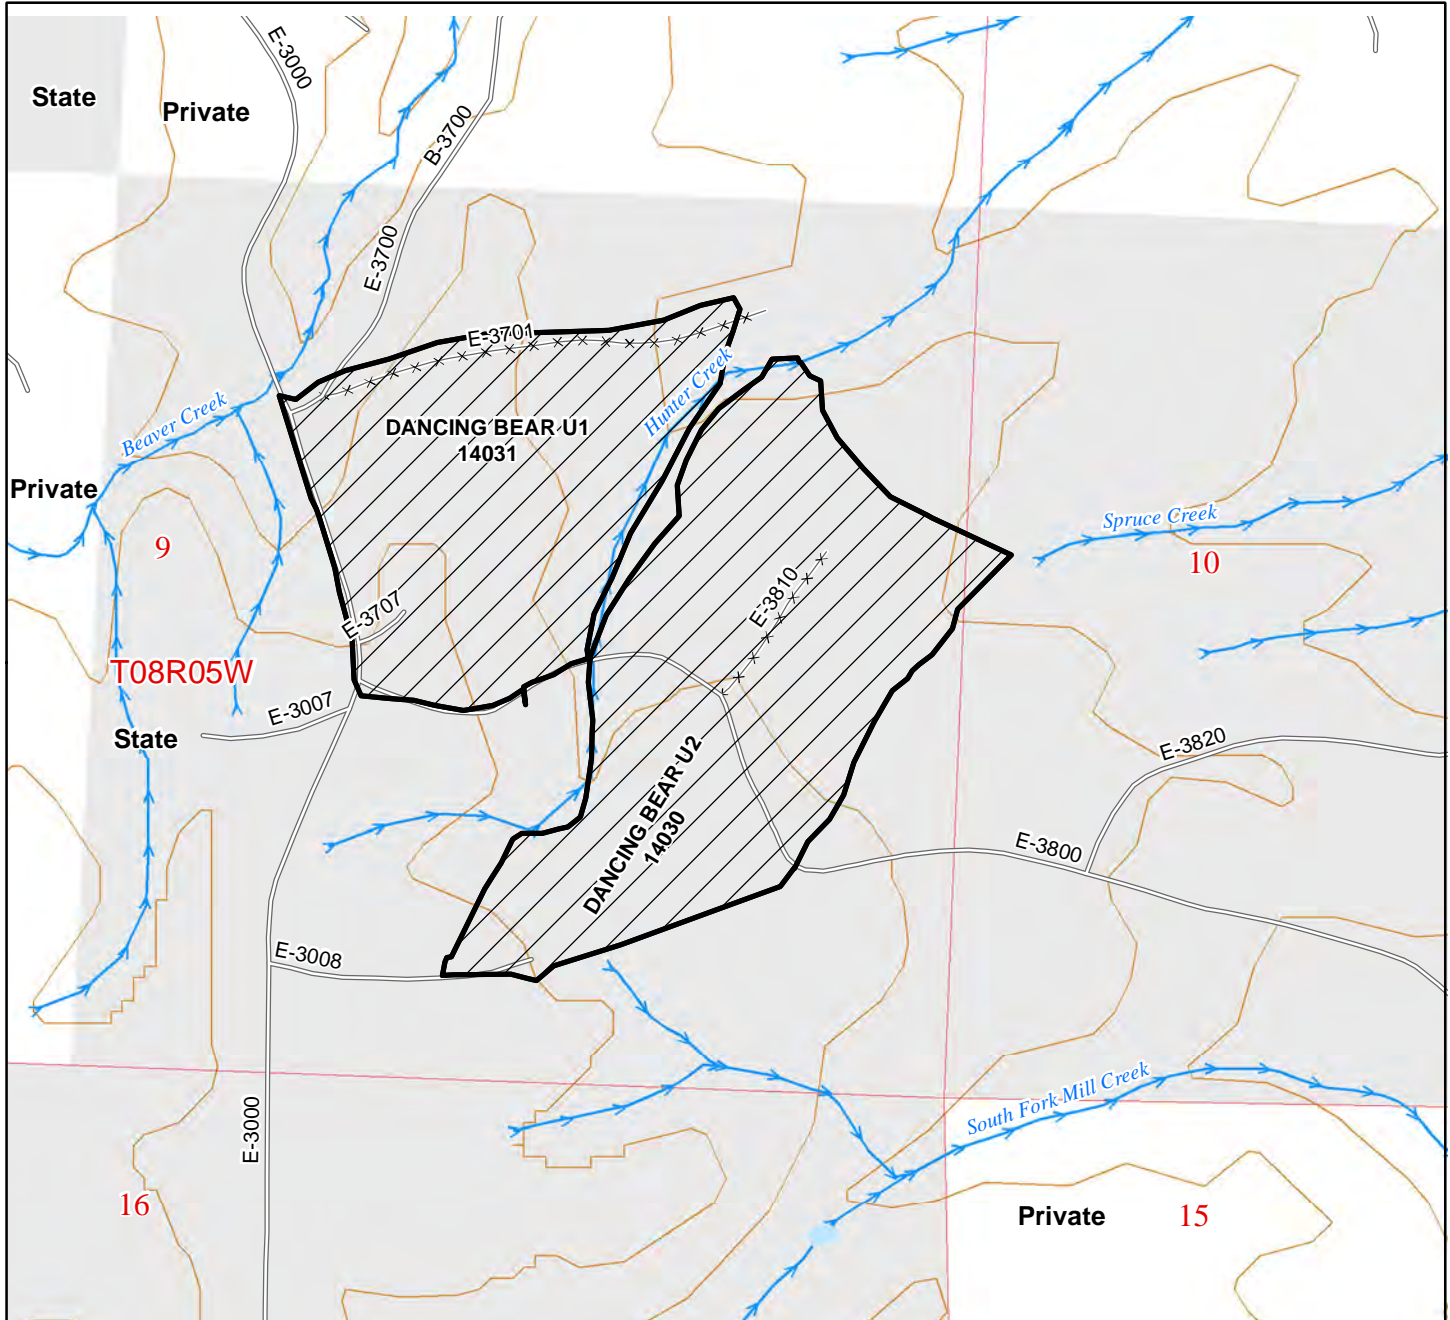 E-3000
State
Private
B-3700
E-3700
E-3701
Hunter Creek
Beaver Creek
DANCING BEAR U1
14031
Private
Spruce Creek
9
10
E-3810
E-3707
T08R05W
E-3007
State
E-3820
DANCING BEAR U2
14030
E-3800
E-3008
South Fork Mill Creek
E-3000
16
Private
15